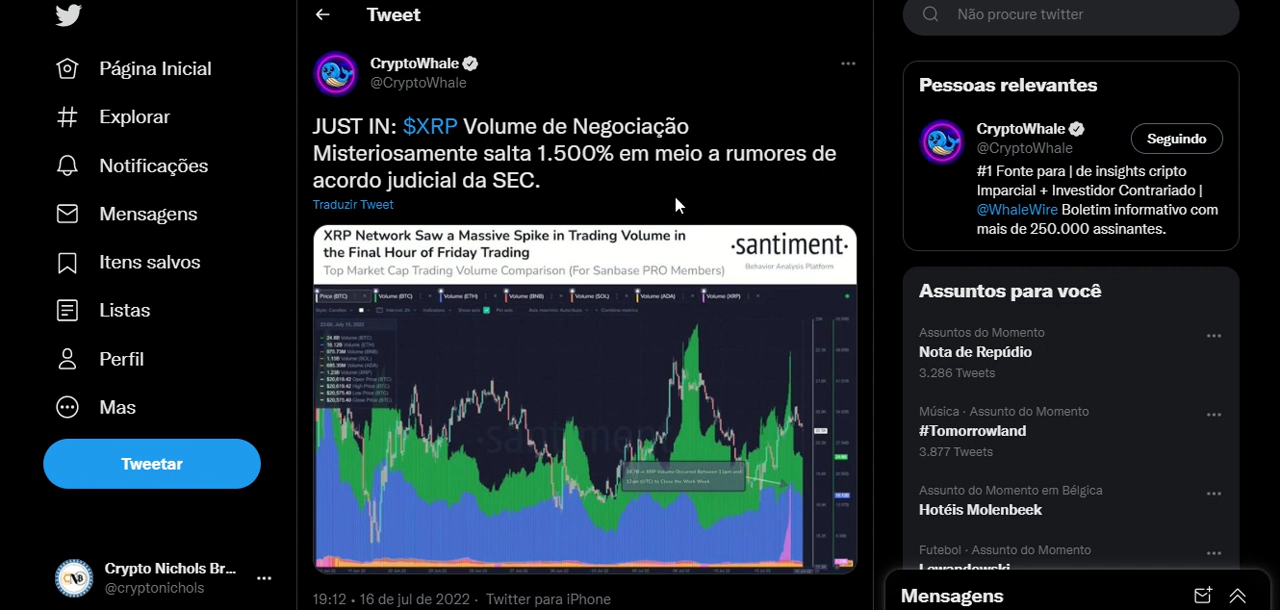 Página Inicial
Explorar
Notificações
Mensagens
Itens salvos
Listas
Perfil
Mas
Tweetar
Crypto Nichols Br...
@cryptonichols
Tweet
CryptoWhale
@CryptoWhale
JUST IN: $XRP Volume de Negociação
Misteriosamente salta 1.500% em meio a rumores de
acordo judicial da SEC.
Traduzir Tweet
XRP Network Saw a Massive Spike in Trading Volume in
the Final Hour of Friday Trading
Top Market Cap Trading Volume Comparison (For Sanbase PRO Members)
·santiment·
Behavior Analysis Platform
Price (BTC)
Volume (BTC)
Volume (ETH)
Volume (BNB)
Volume (SOL)
Volume (ADA)
Volume (XRP)
19:12 · 16 de jul de 2022 · Twitter para iPhone
Não procure twitter
Pessoas relevantes
CryptoWhale
@CryptoWhale
Seguindo
#1 Fonte para | de insights cripto
Imparcial + Investidor Contrariado |
@WhaleWire Boletim informativo com
mais de 250.000 assinantes.
Assuntos para você
Assuntos do Momento
Nota de Repúdio
3.286 Tweets
Música · Assunto do Momento
#Tomorrowland
3.877 Tweets
Assunto do Momento em Bélgica
Hotéis Molenbeek
Futebol · Assunto do Momento
Lewandowski
Mensagens